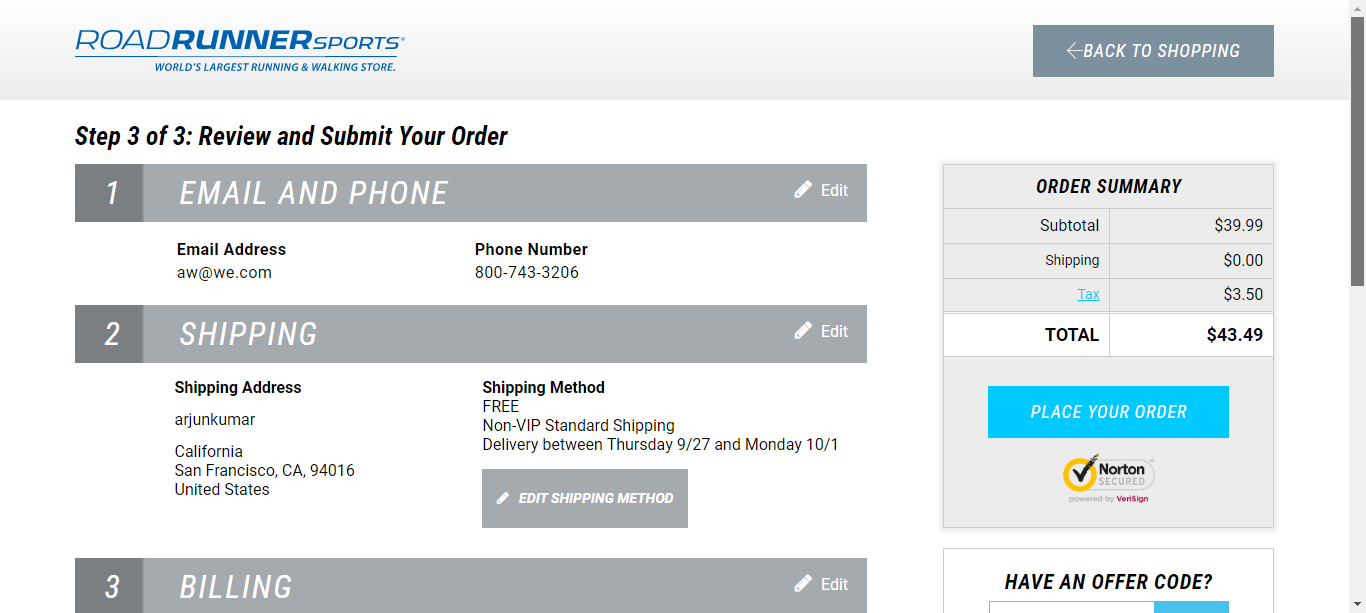 ROADRUNNERSPORTS®
WORLD'S LARGEST RUNNING & WALKING STORE.
BACK TO SHOPPING
Step 3 of 3: Review and Submit Your Order
1 EMAIL AND PHONE Edit
Email Address Phone Number
aw@we.com 800-743-3206
2 SHIPPING Edit
Shipping Address
arjunkumar
California
San Francisco, CA, 94016
United States
Shipping Method
FREE
Non-VIP Standard Shipping
Delivery between Thursday 9/27 and Monday 10/1
EDIT SHIPPING METHOD
3 BILLING Edit
ORDER SUMMARY
Subtotal $39.99
Shipping $0.00
Tax $3.50
TOTAL $43.49
PLACE YOUR ORDER
Norton
SECURED
powered by VeriSign
HAVE AN OFFER CODE?